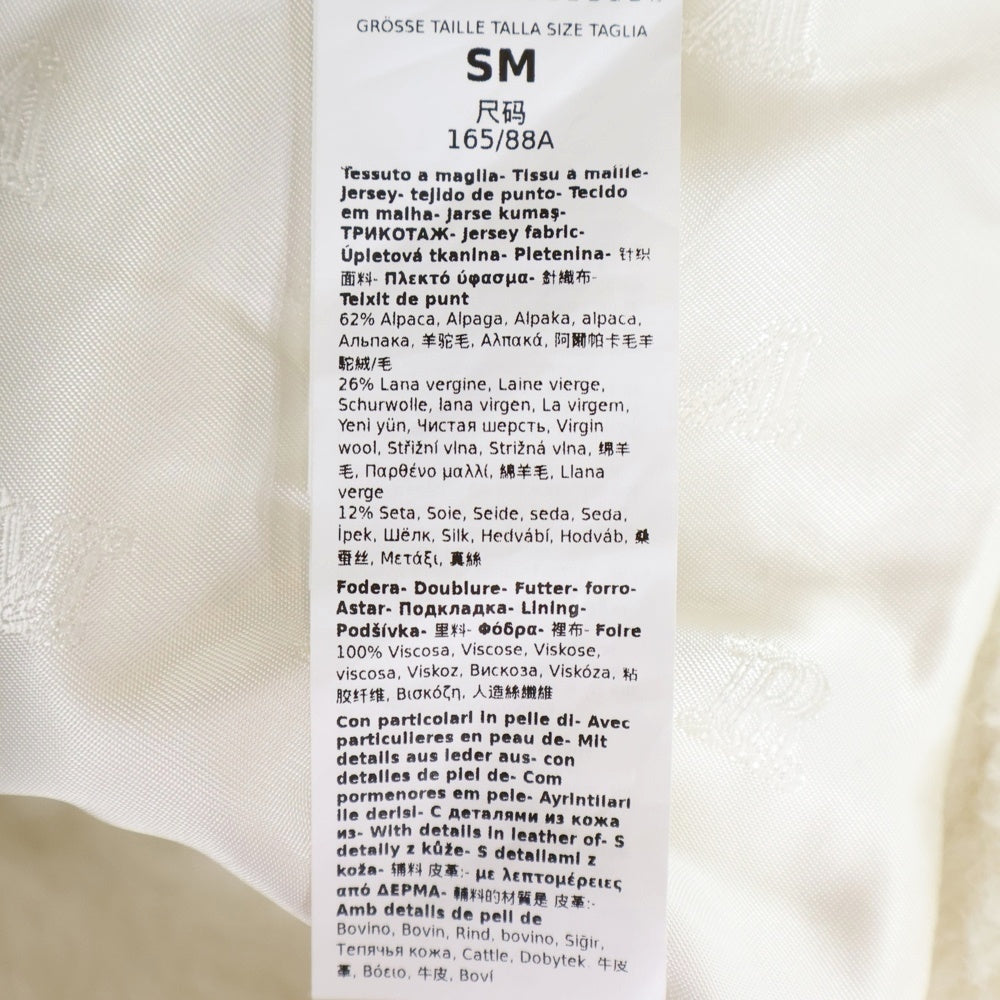 GRÖSSE TAILLE TALLA SIZE TAGLIA
SM
尺码
165/88A
Tessuto a maglia- Tissu à maille-
Jersey- tejido de punto- Tecido
em malha- Jarse kumaş-
ТРИКОТАЖ- Jersey fabric-
Úpletová tkanina- Pletenina- 针织
面料- Πλεκτό ύφασμα- 針織布-
Teixit de punt
62% Alpaca, Alpaga, Alpaka, alpaca,
Альпака, 羊驼毛, Αλπακά, 阿爾帕卡毛羊
駝絨/毛
26% Lana vergine, Laine vierge,
Schurwolle, lana virgen, La virgem,
Yeni yün, Чистая шерсть, Virgin
wool, Střižní vlna, Strižná vlna, 绵羊
毛, Παρθένο μαλλί, 綿羊毛, Llana
verge
12% Seta, Soie, Seide, seda, Seda,
İpek, Шёлк, Silk, Hedvábí, Hodváb, 桑
蚕丝, Μετάξι, 真絲
Fodera- Doublure- Futter- forro-
Astar- Подкладка- Lining-
Podšívka- 里料- Φόδρα- 裡布- Folre
100% Viscosa, Viscose, Viskose,
viscosa, Viskoz, Вискоза, Viskóza, 粘
胶纤维, Βισκόζη, 人造絲纖維
Con particolari in pelle di- Avec
particulieres en peau de- Mit
details aus leder aus- con
detalles de piel de- Com
pormenores em pele- Ayrintilari
ile derisi- С деталями из кожа
из- With details in leather of- S
detaily z kůže- S detailami z
koža- 辅料 皮革:- με λεπτομέρειες
από ΔΕΡΜΑ- 輔料的材質是 皮革:-
Amb detalls de pell de
Bovino, Bovin, Rind, bovino, Siğir,
Телячья кожа, Cattle, Dobytek, 牛皮
革, Βόειο, 牛皮, Boví